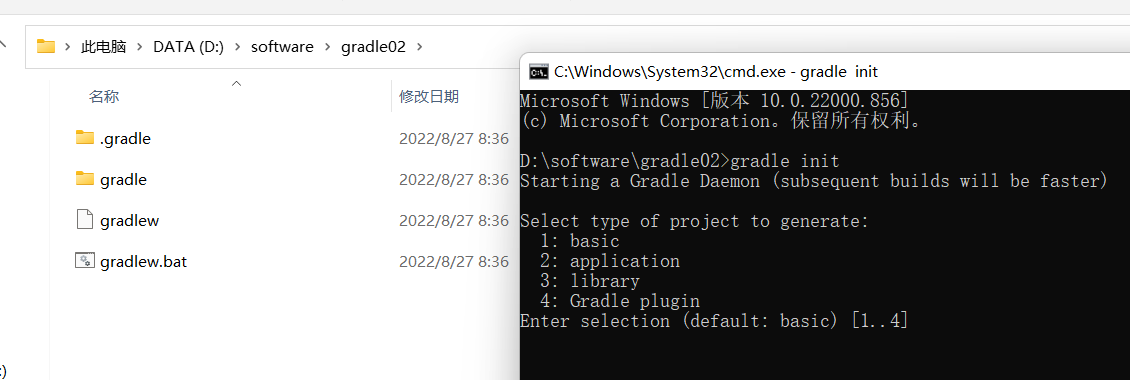 此电脑 > DATA (D:) > software > gradle02 >
名称 修改日期
.gradle 2022/8/27 8:36
gradle 2022/8/27 8:36
gradlew 2022/8/27 8:36
gradlew.bat 2022/8/27 8:36
:)
C:\Windows\System32\cmd.exe - gradle  init
Microsoft Windows [版本 10.0.22000.856]
(c) Microsoft Corporation。保留所有权利。
D:\software\gradle02>gradle init
Starting a Gradle Daemon (subsequent builds will be faster)
Select type of project to generate:
1: basic
2: application
3: library
4: Gradle plugin
Enter selection (default: basic) [1..4]